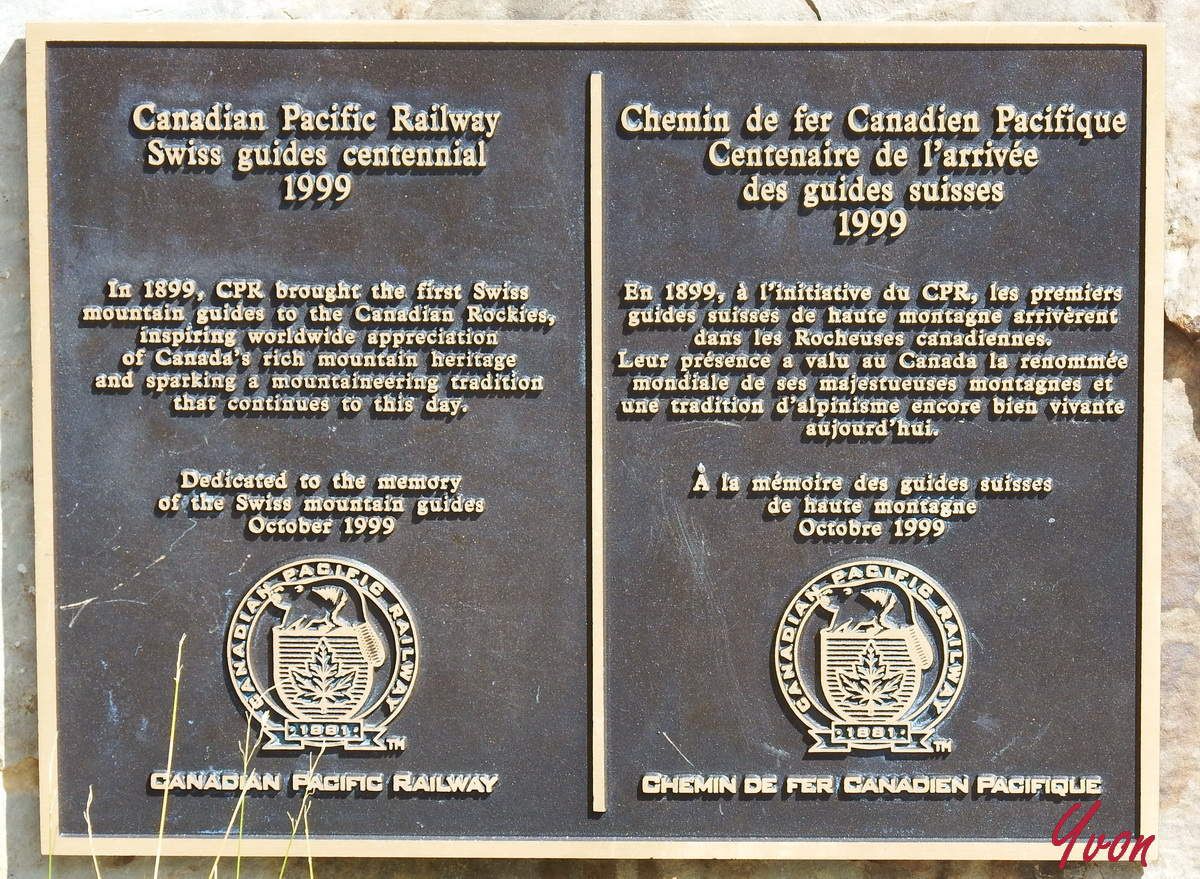 Canadian Pacific Railway
Swiss guides centennial
1999
In 1899, CPR brought the first Swiss
mountain guides to the Canadian Rockies,
inspiring worldwide appreciation
of Canada's rich mountain heritage
and sparking a mountaineering tradition
that continues to this day.
Dedicated to the memory
of the Swiss mountain guides
October 1999
CANADIAN PACIFIC RAILWAY
1881
TM
CANADIAN PACIFIC RAILWAY
Chemin de fer Canadien Pacifique
Centenaire de l'arrivée
des guides suisses
1999
En 1899, à l'initiative du CPR, les premiers
guides suisses de haute montagne arrivèrent
dans les Rocheuses canadiennes.
Leur présence a valu au Canada la renommée
mondiale de ses majestueuses montagnes et
une tradition d'alpinisme encore bien vivante
aujourd'hui.
À la mémoire des guides suisses
de haute montagne
Octobre 1999
CANADIAN PACIFIC RAILWAY
1881
TM
CHEMIN DE FER CANADIEN PACIFIQUE
Yvon